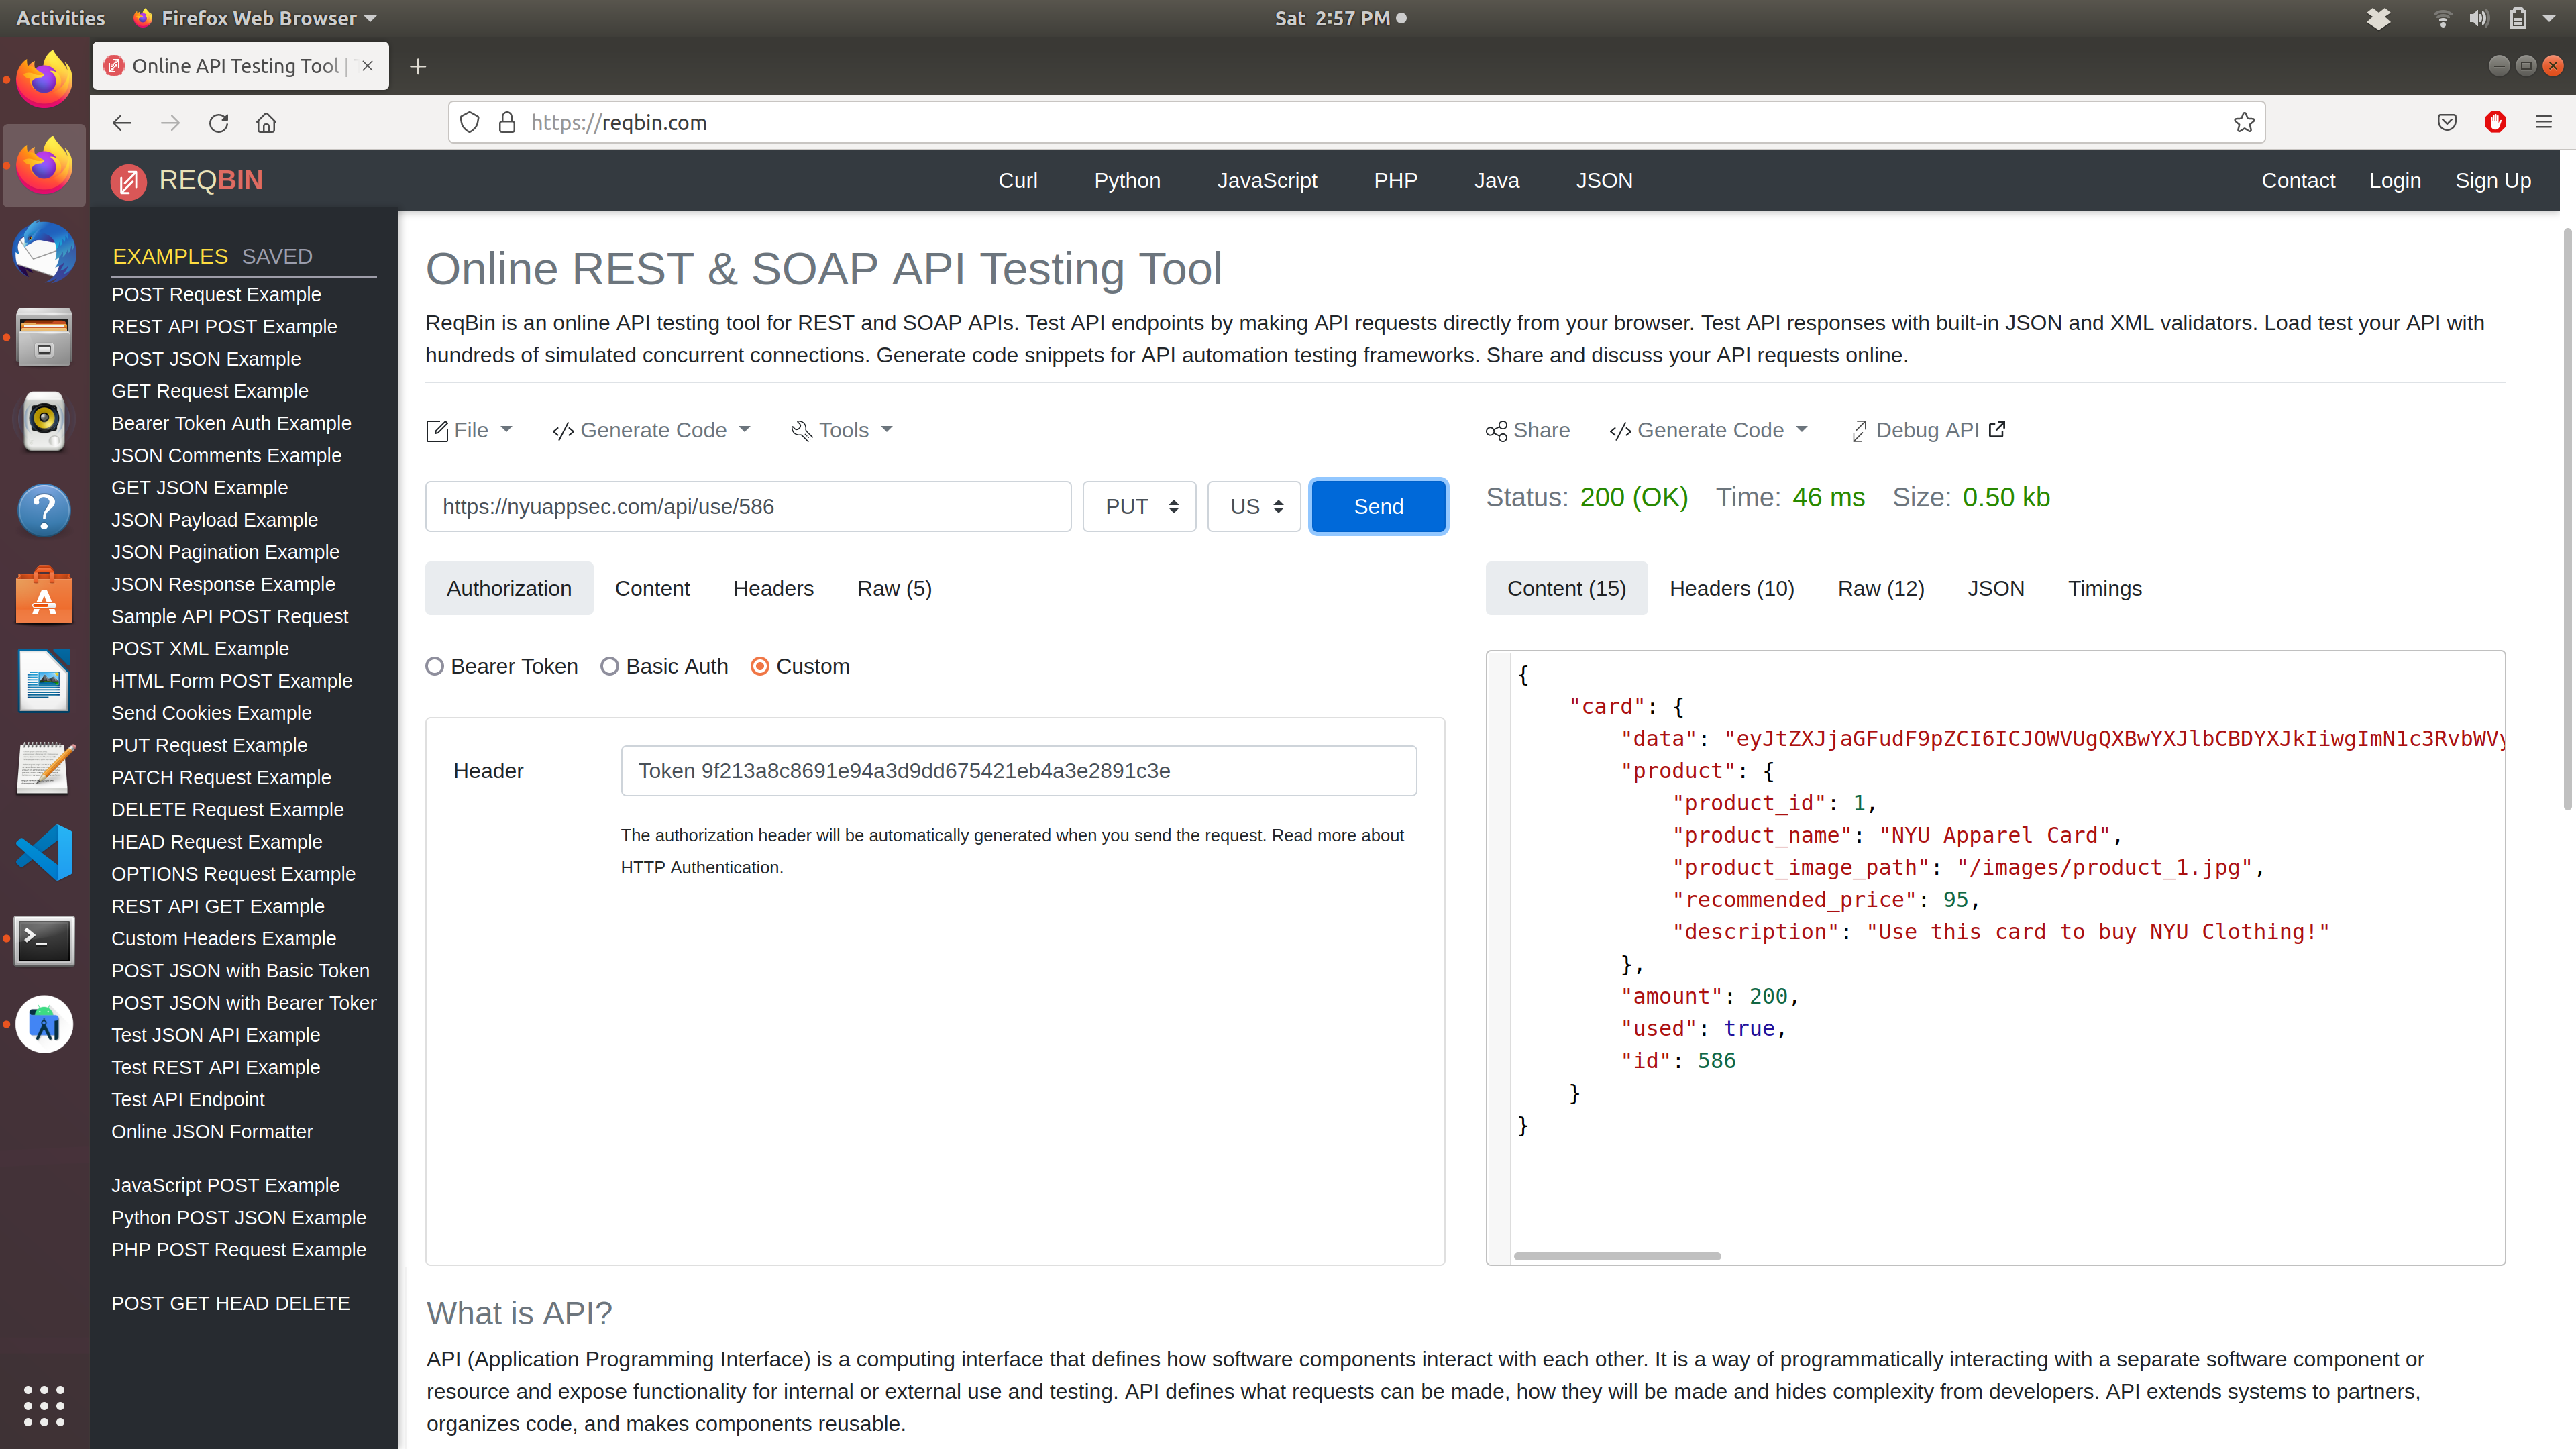 Activities Firefox Web Browser Sat 2:57 PM
Online API Testing Tool |
https://reqbin.com
REQBIN Curl Python JavaScript PHP Java JSON Contact Login Sign Up
EXAMPLES SAVED
POST Request Example
REST API POST Example
POST JSON Example
GET Request Example
Bearer Token Auth Example
JSON Comments Example
GET JSON Example
JSON Payload Example
JSON Pagination Example
JSON Response Example
Sample API POST Request
POST XML Example
HTML Form POST Example
Send Cookies Example
PUT Request Example
PATCH Request Example
DELETE Request Example
HEAD Request Example
OPTIONS Request Example
REST API GET Example
Custom Headers Example
POST JSON with Basic Token
POST JSON with Bearer Token
Test JSON API Example
Test REST API Example
Test API Endpoint
Online JSON Formatter
JavaScript POST Example
Python POST JSON Example
PHP POST Request Example
POST GET HEAD DELETE
Online REST & SOAP API Testing Tool
ReqBin is an online API testing tool for REST and SOAP APIs. Test API endpoints by making API requests directly from your browser. Test API responses with built-in JSON and XML validators. Load test your API with
hundreds of simulated concurrent connections. Generate code snippets for API automation testing frameworks. Share and discuss your API requests online.
File </> Generate Code Tools
https://nyuappsec.com/api/use/586 PUT US Send
Authorization Content Headers Raw (5)
Bearer Token Basic Auth Custom
Header Token 9f213a8c8691e94a3d9dd675421eb4a3e2891c3e
The authorization header will be automatically generated when you send the request. Read more about
HTTP Authentication.
Share </> Generate Code Debug API
Status: 200 (OK) Time: 46 ms Size: 0.50 kb
Content (15) Headers (10) Raw (12) JSON Timings
{
"card": {
"data": "eyJtZXJjaGFudF9pZCI6ICJOWVUgQXBwYXJlbCBDYXJkIiwgImN1c3RvbWVy
"product": {
"product_id": 1,
"product_name": "NYU Apparel Card",
"product_image_path": "/images/product_1.jpg",
"recommended_price": 95,
"description": "Use this card to buy NYU Clothing!"
},
"amount": 200,
"used": true,
"id": 586
}
}
What is API?
API (Application Programming Interface) is a computing interface that defines how software components interact with each other. It is a way of programmatically interacting with a separate software component or
resource and expose functionality for internal or external use and testing. API defines what requests can be made, how they will be made and hides complexity from developers. API extends systems to partners,
organizes code, and makes components reusable.